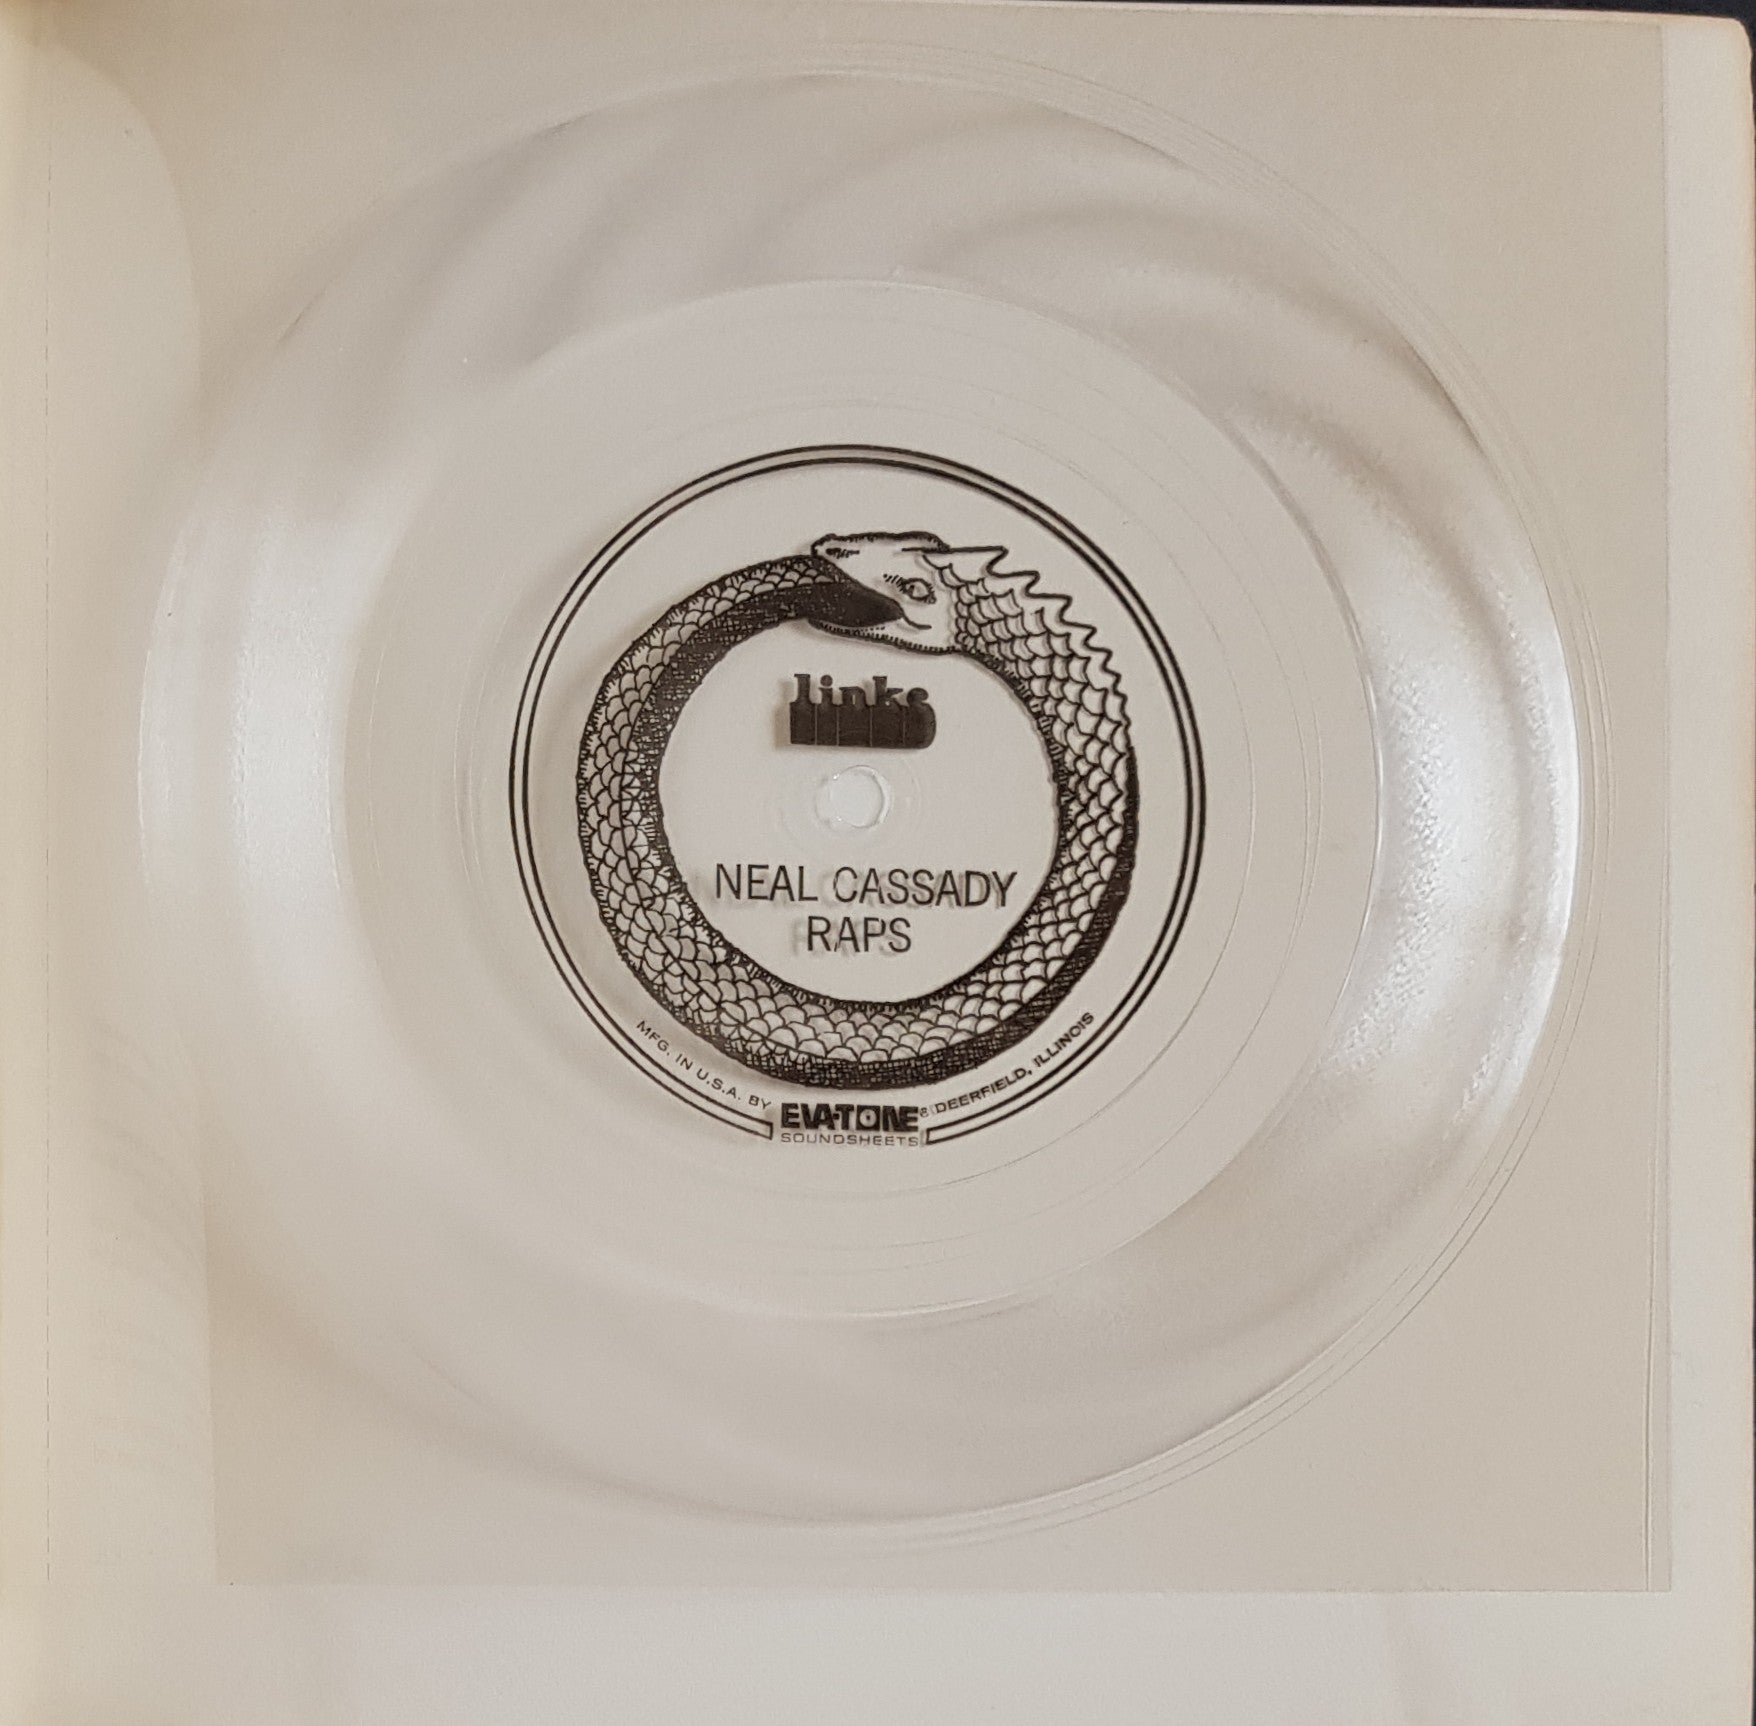 links
NEAL CASSADY
RAPS
MFG. IN U.S.A. BY
EVA-TONE
SOUNDSHEETS
DEERFIELD, ILLINOIS